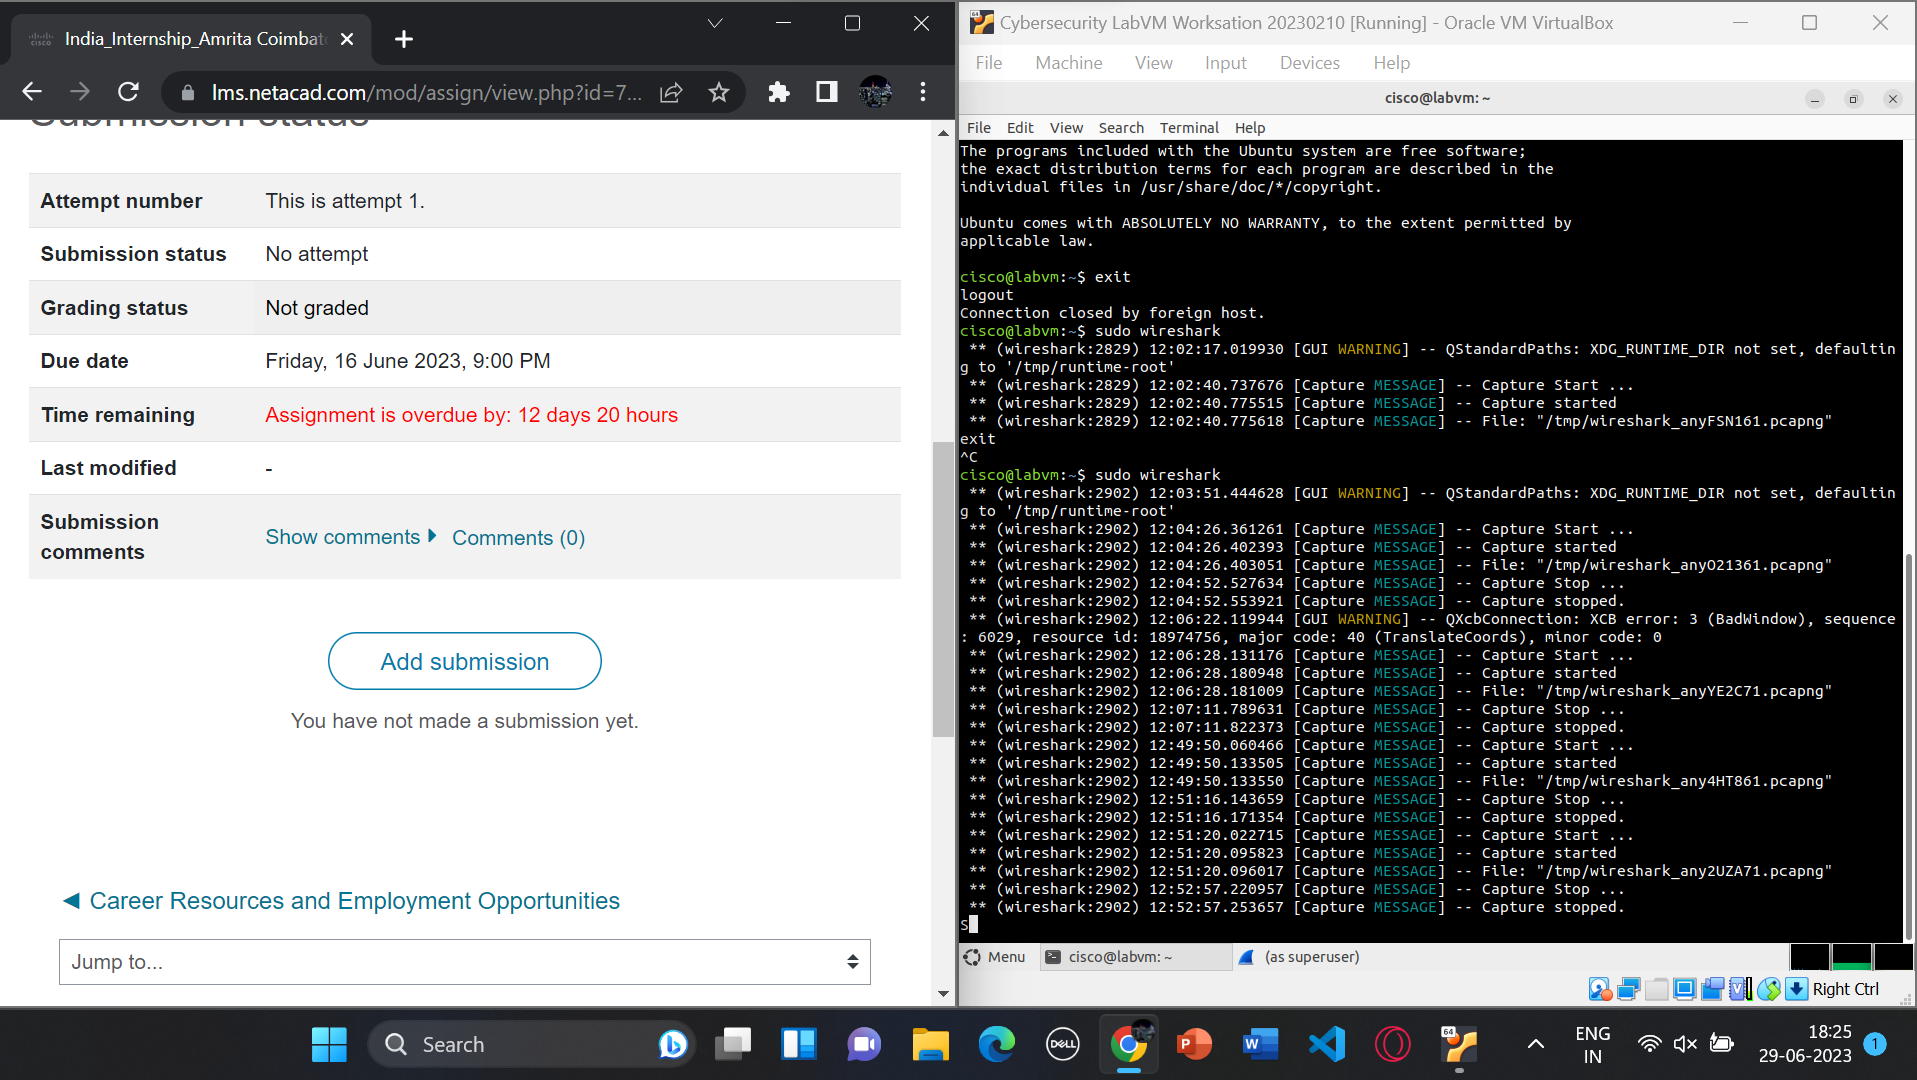 India_Internship_Amrita Coimbat
lms.netacad.com/mod/assign/view.php?id=7...
Submission status
Attempt number This is attempt 1.
Submission status No attempt
Grading status Not graded
Due date Friday, 16 June 2023, 9:00 PM
Time remaining Assignment is overdue by: 12 days 20 hours
Last modified -
Submission
comments
Show comments Comments (0)
Add submission
You have not made a submission yet.
◄ Career Resources and Employment Opportunities
Jump to...
Cybersecurity LabVM Worksation 20230210 [Running] - Oracle VM VirtualBox
File Machine View Input Devices Help
cisco@labvm: ~
File Edit View Search Terminal Help
The programs included with the Ubuntu system are free software;
the exact distribution terms for each program are described in the
individual files in /usr/share/doc/*/copyright.
Ubuntu comes with ABSOLUTELY NO WARRANTY, to the extent permitted by
applicable law.
cisco@labvm:~$ exit
logout
Connection closed by foreign host.
cisco@labvm:~$ sudo wireshark
** (wireshark:2829) 12:02:17.019930 [GUI WARNING] -- QStandardPaths: XDG_RUNTIME_DIR not set, defaultin
g to '/tmp/runtime-root'
** (wireshark:2829) 12:02:40.737676 [Capture MESSAGE] -- Capture Start ...
** (wireshark:2829) 12:02:40.775515 [Capture MESSAGE] -- Capture started
** (wireshark:2829) 12:02:40.775618 [Capture MESSAGE] -- File: "/tmp/wireshark_anyFSN161.pcapng"
exit
^C
cisco@labvm:~$ sudo wireshark
** (wireshark:2902) 12:03:51.444628 [GUI WARNING] -- QStandardPaths: XDG_RUNTIME_DIR not set, defaultin
g to '/tmp/runtime-root'
** (wireshark:2902) 12:04:26.361261 [Capture MESSAGE] -- Capture Start ...
** (wireshark:2902) 12:04:26.402393 [Capture MESSAGE] -- Capture started
** (wireshark:2902) 12:04:26.403051 [Capture MESSAGE] -- File: "/tmp/wireshark_anyO21361.pcapng"
** (wireshark:2902) 12:04:52.527634 [Capture MESSAGE] -- Capture Stop ...
** (wireshark:2902) 12:04:52.553921 [Capture MESSAGE] -- Capture stopped.
** (wireshark:2902) 12:06:22.119944 [GUI WARNING] -- QXcbConnection: XCB error: 3 (BadWindow), sequence
: 6029, resource id: 18974756, major code: 40 (TranslateCoords), minor code: 0
** (wireshark:2902) 12:06:28.131176 [Capture MESSAGE] -- Capture Start ...
** (wireshark:2902) 12:06:28.180948 [Capture MESSAGE] -- Capture started
** (wireshark:2902) 12:06:28.181009 [Capture MESSAGE] -- File: "/tmp/wireshark_anyYE2C71.pcapng"
** (wireshark:2902) 12:07:11.789631 [Capture MESSAGE] -- Capture Stop ...
** (wireshark:2902) 12:07:11.822373 [Capture MESSAGE] -- Capture stopped.
** (wireshark:2902) 12:49:50.060466 [Capture MESSAGE] -- Capture Start ...
** (wireshark:2902) 12:49:50.133505 [Capture MESSAGE] -- Capture started
** (wireshark:2902) 12:49:50.133550 [Capture MESSAGE] -- File: "/tmp/wireshark_any4HT861.pcapng"
** (wireshark:2902) 12:51:16.143659 [Capture MESSAGE] -- Capture Stop ...
** (wireshark:2902) 12:51:16.171354 [Capture MESSAGE] -- Capture stopped.
** (wireshark:2902) 12:51:20.022715 [Capture MESSAGE] -- Capture Start ...
** (wireshark:2902) 12:51:20.095823 [Capture MESSAGE] -- Capture started
** (wireshark:2902) 12:51:20.096017 [Capture MESSAGE] -- File: "/tmp/wireshark_any2UZA71.pcapng"
** (wireshark:2902) 12:52:57.220957 [Capture MESSAGE] -- Capture Stop ...
** (wireshark:2902) 12:52:57.253657 [Capture MESSAGE] -- Capture stopped.
S
Menu cisco@labvm: ~ (as superuser)
Right Ctrl
Search
DELL
64
ENG
IN
18:25
29-06-2023
1